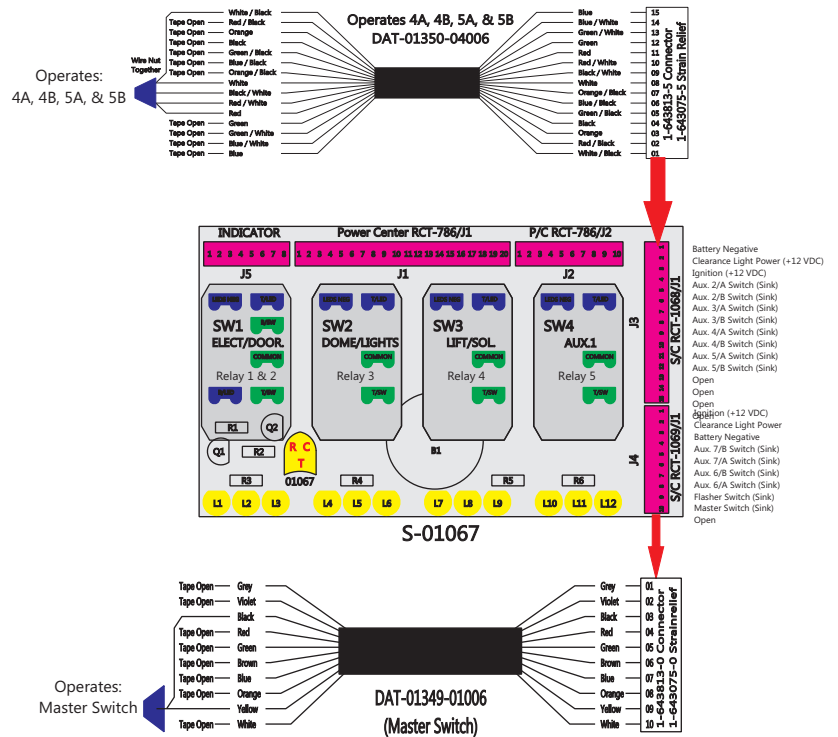 Operates 4A, 4B, 5A, & 5B
DAT-01350-04006
Operates:
4A, 4B, 5A, & 5B
Wire Nut
Together
Tape Open White / Black
Tape Open Red / Black
Tape Open Orange
Tape Open Black
Tape Open Green / Black
Tape Open Blue / Black
Tape Open Orange / Black
White
Black / White
Red / White
Red
Tape Open Green
Tape Open Green / White
Tape Open Blue / White
Tape Open Blue
Blue 15
Blue / White 14
Green / White 13
Green 12
Red 11
Red / White 10
Black / White 09
White 08
Orange / Black 07
Blue / Black 06
Green / Black 05
Black 04
Orange 03
Red / Black 02
White / Black 01
1-643813-5 Connector
1-643075-5 Strain Relief
INDICATOR
Power Center RCT-786/J1
P/C RCT-786/J2
1 2 3 4 5 6 7 8
1 2 3 4 5 6 7 8 9 10 11 12 13 14 15 16 17 18 19 20
1 2 3 4 5 6 7 8 9 10
J5
J1
J2
LEDS NEG T/LED
SW1
B/SW
ELECT/DOOR.
COMMON
Relay 1 & 2
B/LED T/SW
LEDS NEG T/LED
SW2
DOME/LIGHTS
COMMON
Relay 3
T/SW
LEDS NEG T/LED
SW3
LIFT/SOL.
COMMON
Relay 4
T/SW
LEDS NEG T/LED
SW4
AUX.1
COMMON
Relay 5
T/SW
R1
Q2
Q1
R2
R C
T
01067
B1
R3
R4
R5
R6
L1 L2 L3 L4 L5 L6 L7 L8 L9 L10 L11 L12
S-01067
J3
S/C RCT-1068/J1
J4
S/C RCT-1069/J1
Battery Negative
Clearance Light Power (+12 VDC)
Ignition (+12 VDC)
Aux. 2/A Switch (Sink)
Aux. 2/B Switch (Sink)
Aux. 3/A Switch (Sink)
Aux. 3/B Switch (Sink)
Aux. 4/A Switch (Sink)
Aux. 4/B Switch (Sink)
Aux. 5/A Switch (Sink)
Aux. 5/B Switch (Sink)
Open
Open
Open
Open
Ignition (+12 VDC)
Clearance Light Power
Battery Negative
Aux. 7/B Switch (Sink)
Aux. 7/A Switch (Sink)
Aux. 6/B Switch (Sink)
Aux. 6/A Switch (Sink)
Flasher Switch (Sink)
Master Switch (Sink)
Open
Operates:
Master Switch
Tape Open Grey
Tape Open Violet
Black
Tape Open Red
Tape Open Green
Tape Open Brown
Tape Open Blue
Tape Open Orange
Yellow
Tape Open White
DAT-01349-01006
(Master Switch)
Grey 01
Violet 02
Black 03
Red 04
Green 05
Brown 06
Blue 07
Orange 08
Yellow 09
White 10
1-643813-0 Connector
1-643075-0 Strainrelief